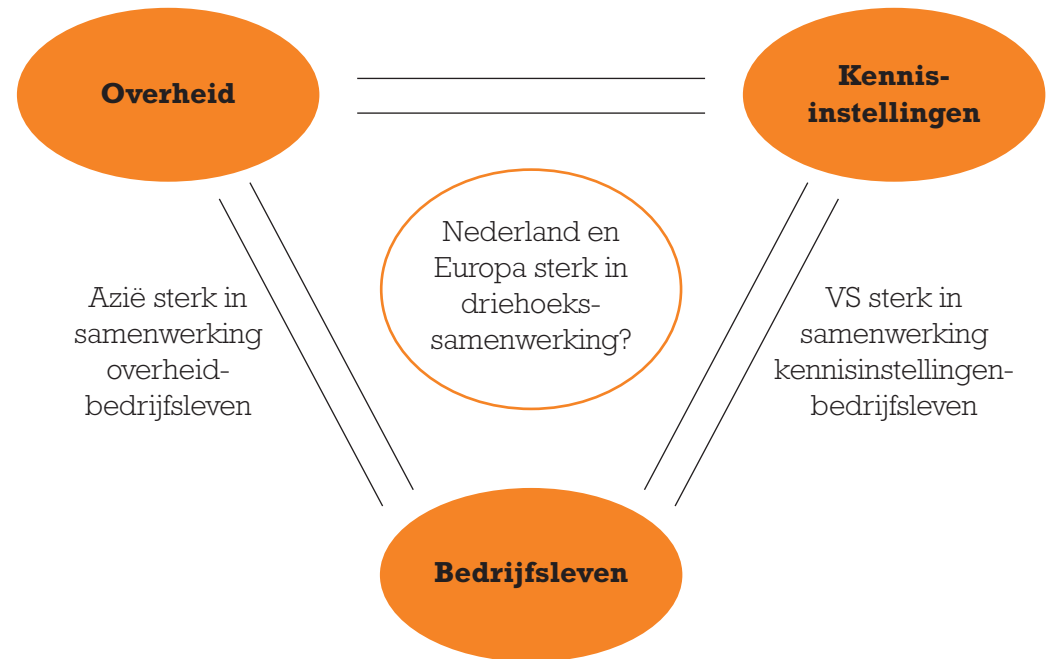 Overheid
Kennis-
instellingen
Nederland en
Europa sterk in
driehoeks-
samenwerking?
Azië sterk in
samenwerking
overheid-
bedrijfsleven
VS sterk in
samenwerking
kennisinstellingen-
bedrijfsleven
Bedrijfsleven